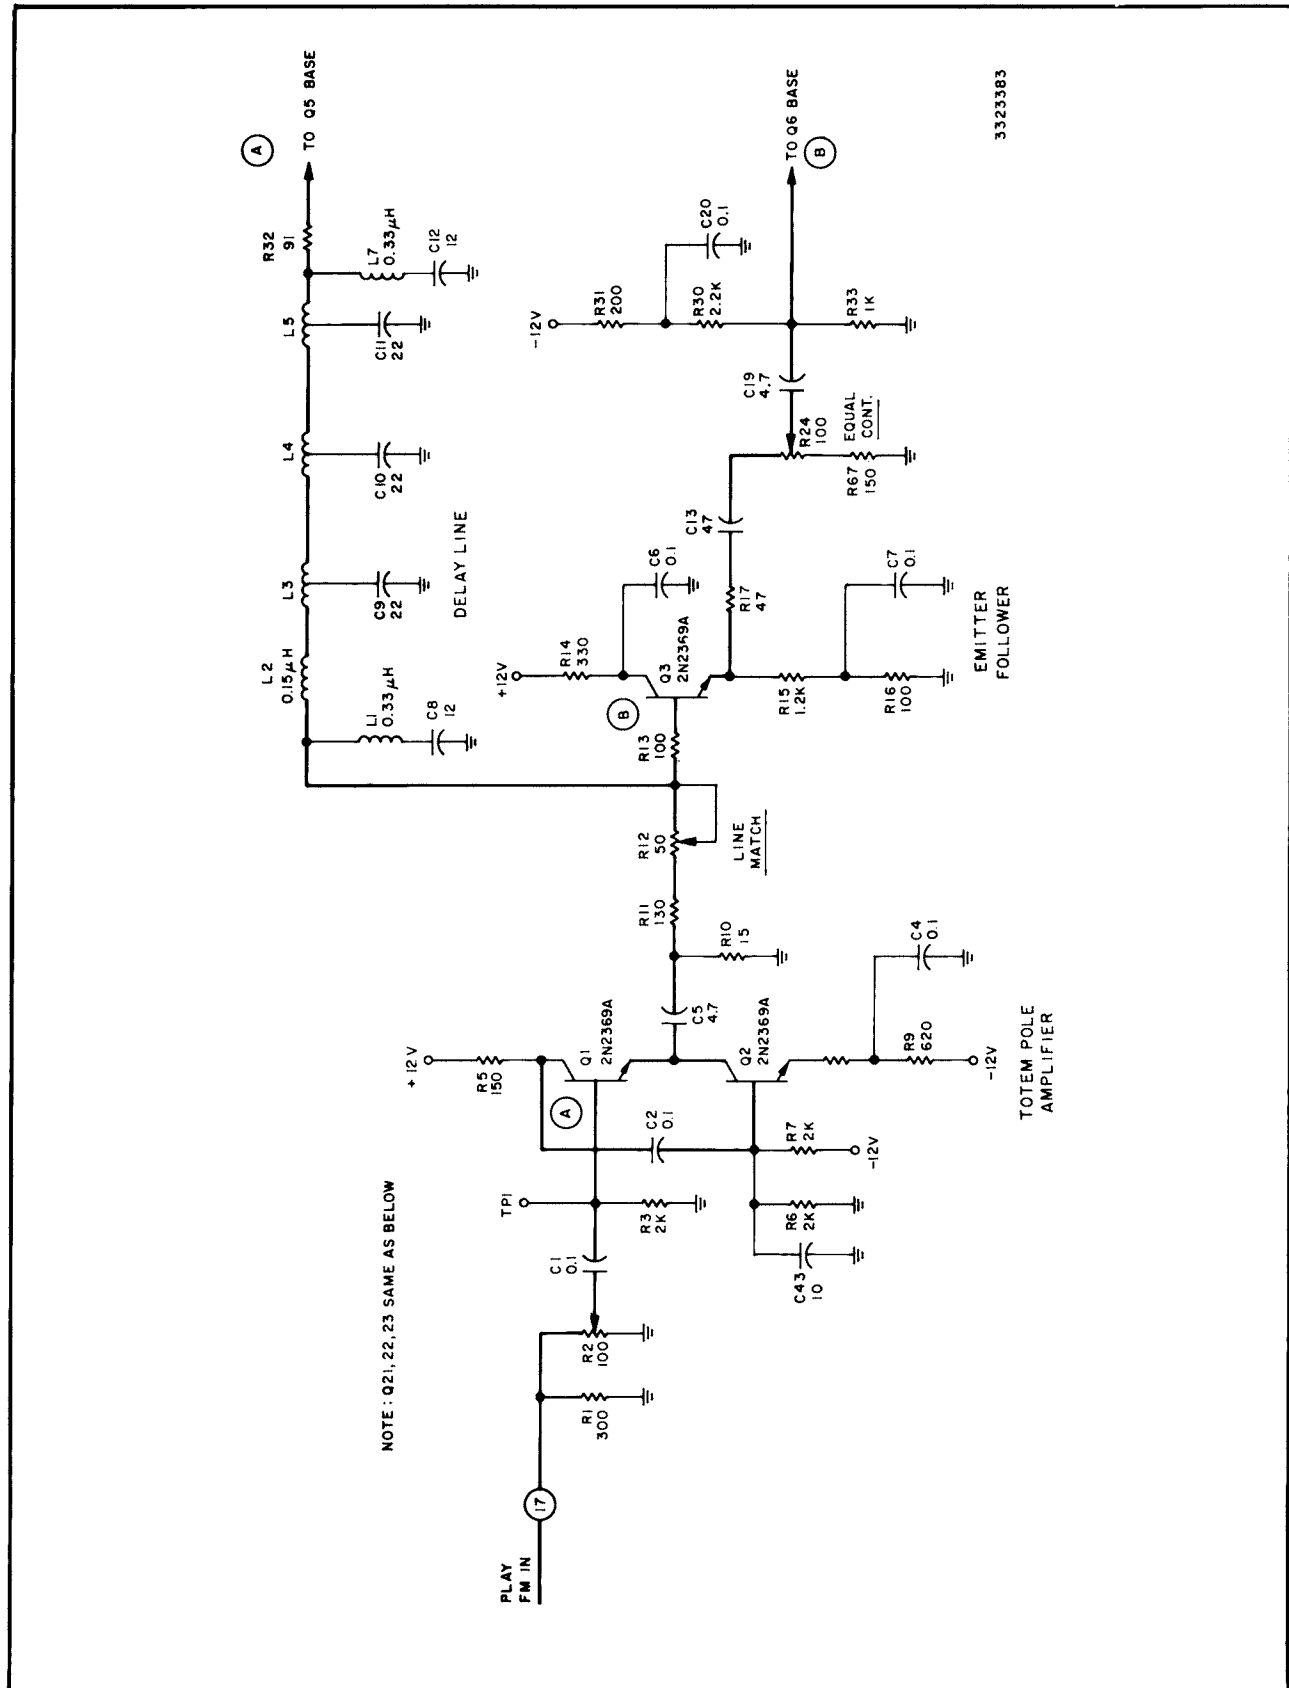 NOTE : Q21, 22, 23 SAME AS BELOW
PLAY
FM IN
17
R1
300
R2
100
C1
0.1
TP1
R3
2K
C43
10
R6
2K
R7
2K
-12V
C2
0.1
A
+12V
R5
150
Q1
2N2369A
Q2
2N2369A
R9
620
-12V
C4
0.1
TOTEM POLE
AMPLIFIER
C5
4.7
R10
15
R11
130
R12
50
LINE
MATCH
R13
100
B
+12V
R14
330
Q3
2N2369A
C6
0.1
R15
1.2K
R16
100
C7
0.1
EMITTER
FOLLOWER
R17
47
C13
47
R24
100
EQUAL
CONT.
R67
150
C19
4.7
-12V
R31
200
R30
2.2K
C20
0.1
R33
1K
TO Q6 BASE
B
L1
0.33µH
C8
12
L2
0.15µH
L3
C9
22
DELAY LINE
L4
C10
22
L5
C11
22
L7
0.33µH
C12
12
R32
91
A
TO Q5 BASE
3323383